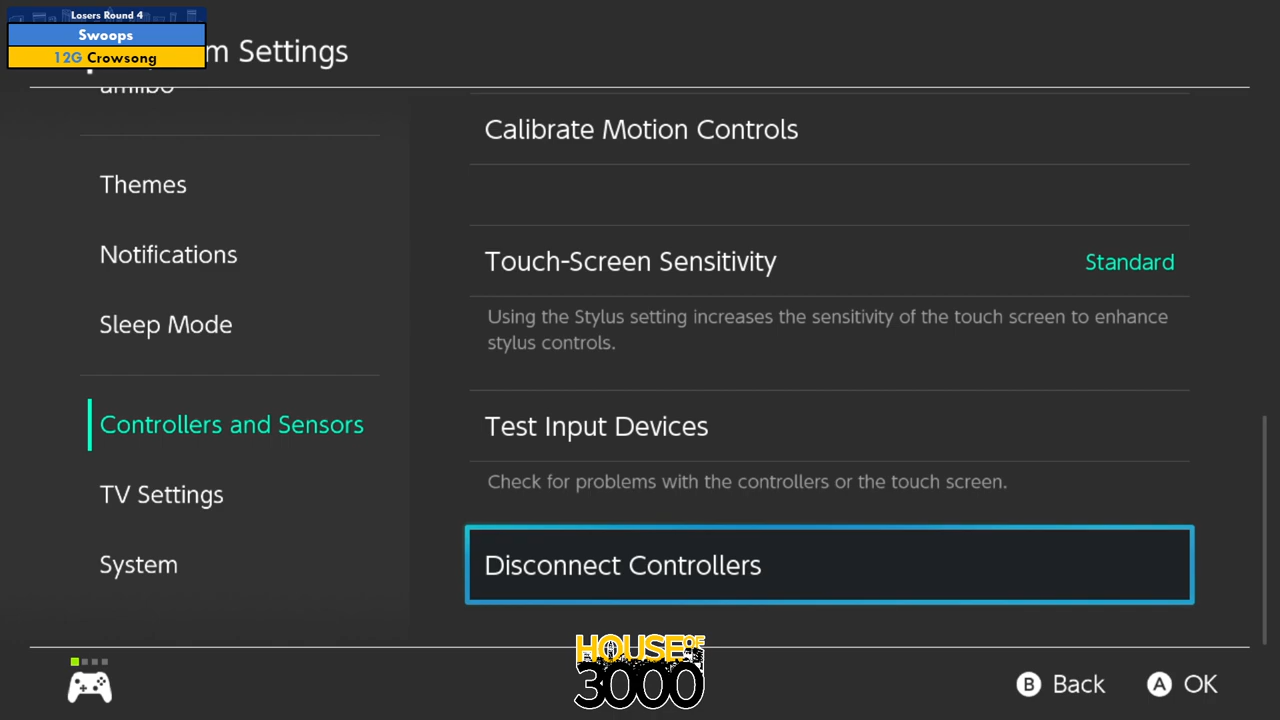 Losers Round 4
Swoops
12G Crowsong
m Settings
amiibo
Themes
Notifications
Sleep Mode
Controllers and Sensors
TV Settings
System
Calibrate Motion Controls
Touch-Screen Sensitivity Standard
Using the Stylus setting increases the sensitivity of the touch screen to enhance
stylus controls.
Test Input Devices
Check for problems with the controllers or the touch screen.
Disconnect Controllers
HOUSE OF
3000
B Back A OK